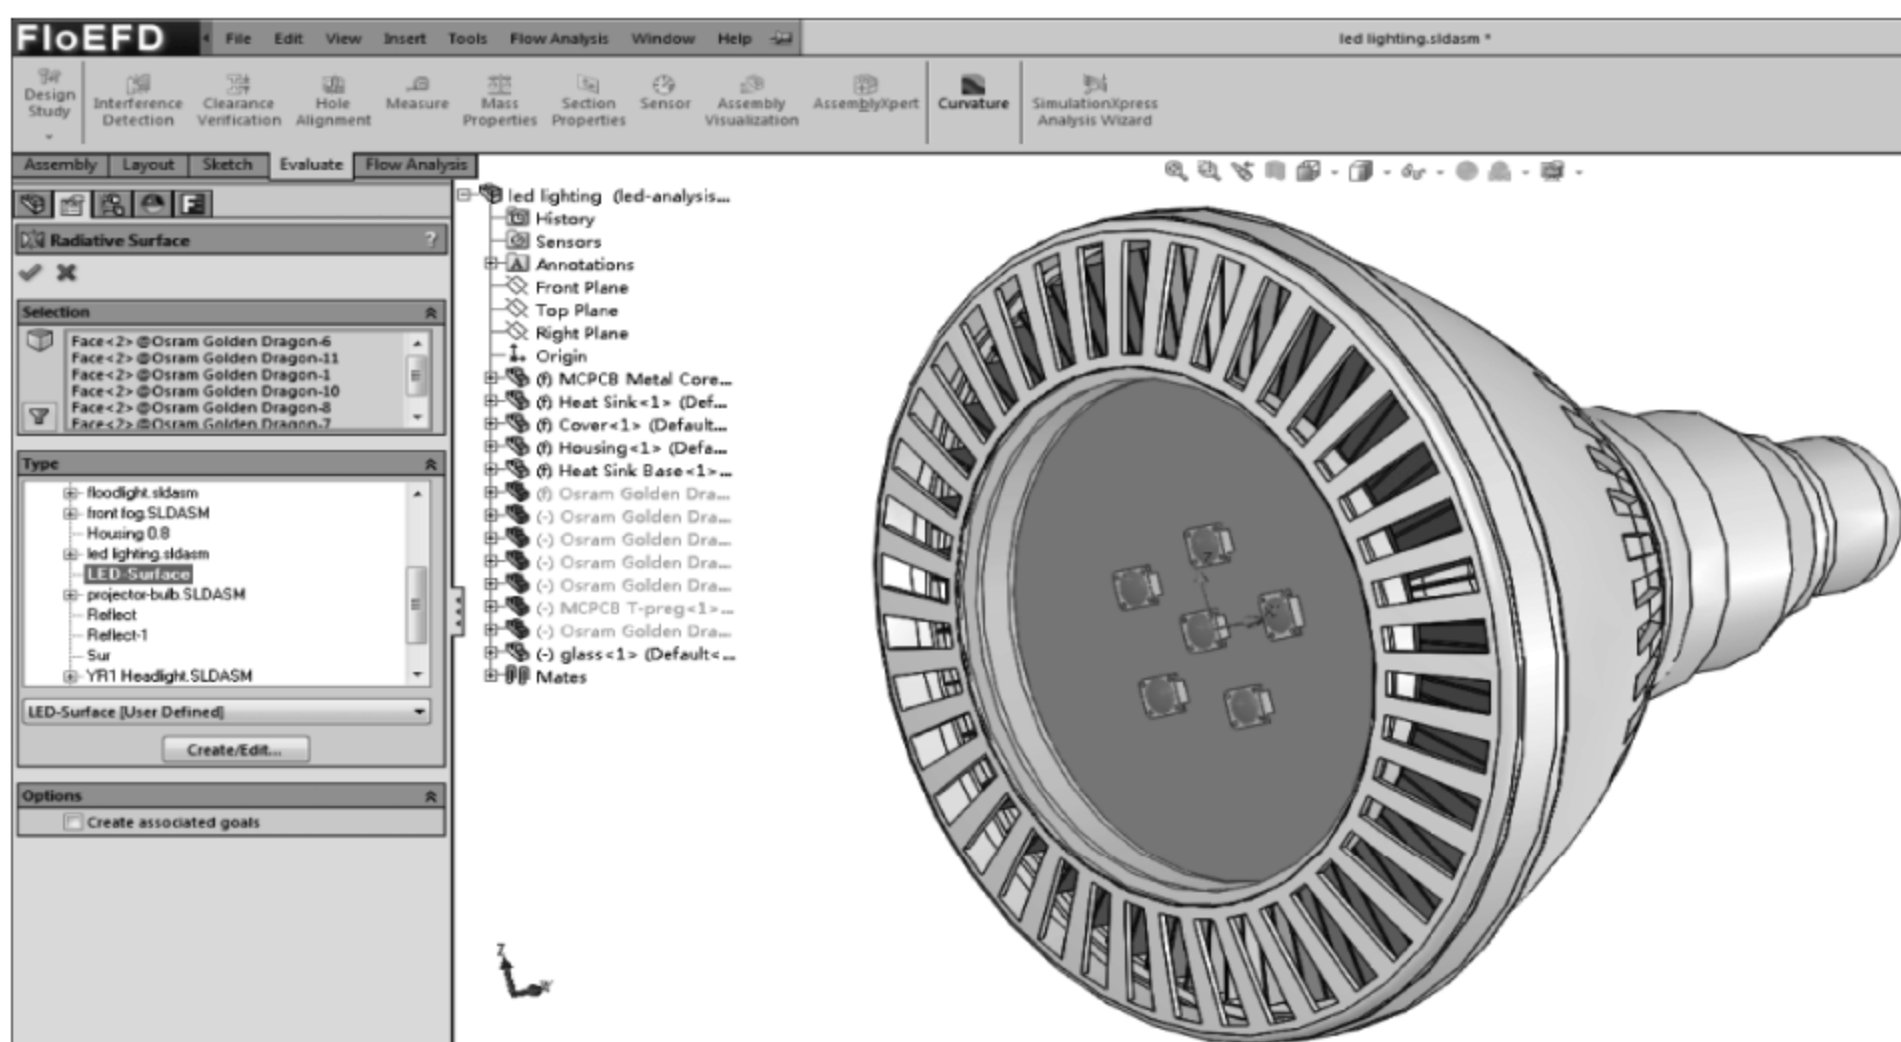 FloEFD File Edit View Insert Tools Flow Analysis Window Help led lighting.sldasm *
Design Study
Interference Detection
Clearance Verification
Hole Alignment
Measure
Mass Properties
Section Properties
Sensor
Assembly Visualization
AssemblyXpert
Curvature
SimulationXpress Analysis Wizard
Assembly Layout Sketch Evaluate Flow Analysis
Radiative Surface ?
Selection
Face<2>@Osram Golden Dragon-6
Face<2>@Osram Golden Dragon-11
Face<2>@Osram Golden Dragon-1
Face<2>@Osram Golden Dragon-10
Face<2>@Osram Golden Dragon-8
Face<2>@Osram Golden Dragon-7
Type
floodlight.sldasm
front fog.SLDASM
Housing 0.8
led lighting.sldasm
LED-Surface
projector-bulb.SLDASM
Reflect
Reflect-1
Sur
YR1 Headlight.SLDASM
LED-Surface [User Defined]
Create/Edit...
Options
Create associated goals
led lighting (led-analysis...
History
Sensors
Annotations
Front Plane
Top Plane
Right Plane
Origin
(f) MCPCB Metal Core...
(f) Heat Sink<1> (Def...
(f) Cover<1> (Default...
(f) Housing<1> (Defa...
(f) Heat Sink Base<1>...
(f) Osram Golden Dra...
(-) Osram Golden Dra...
(-) Osram Golden Dra...
(-) Osram Golden Dra...
(-) Osram Golden Dra...
(-) MCPCB T-preg<1>...
(-) Osram Golden Dra...
(-) glass<1> (Default<...
Mates
Z